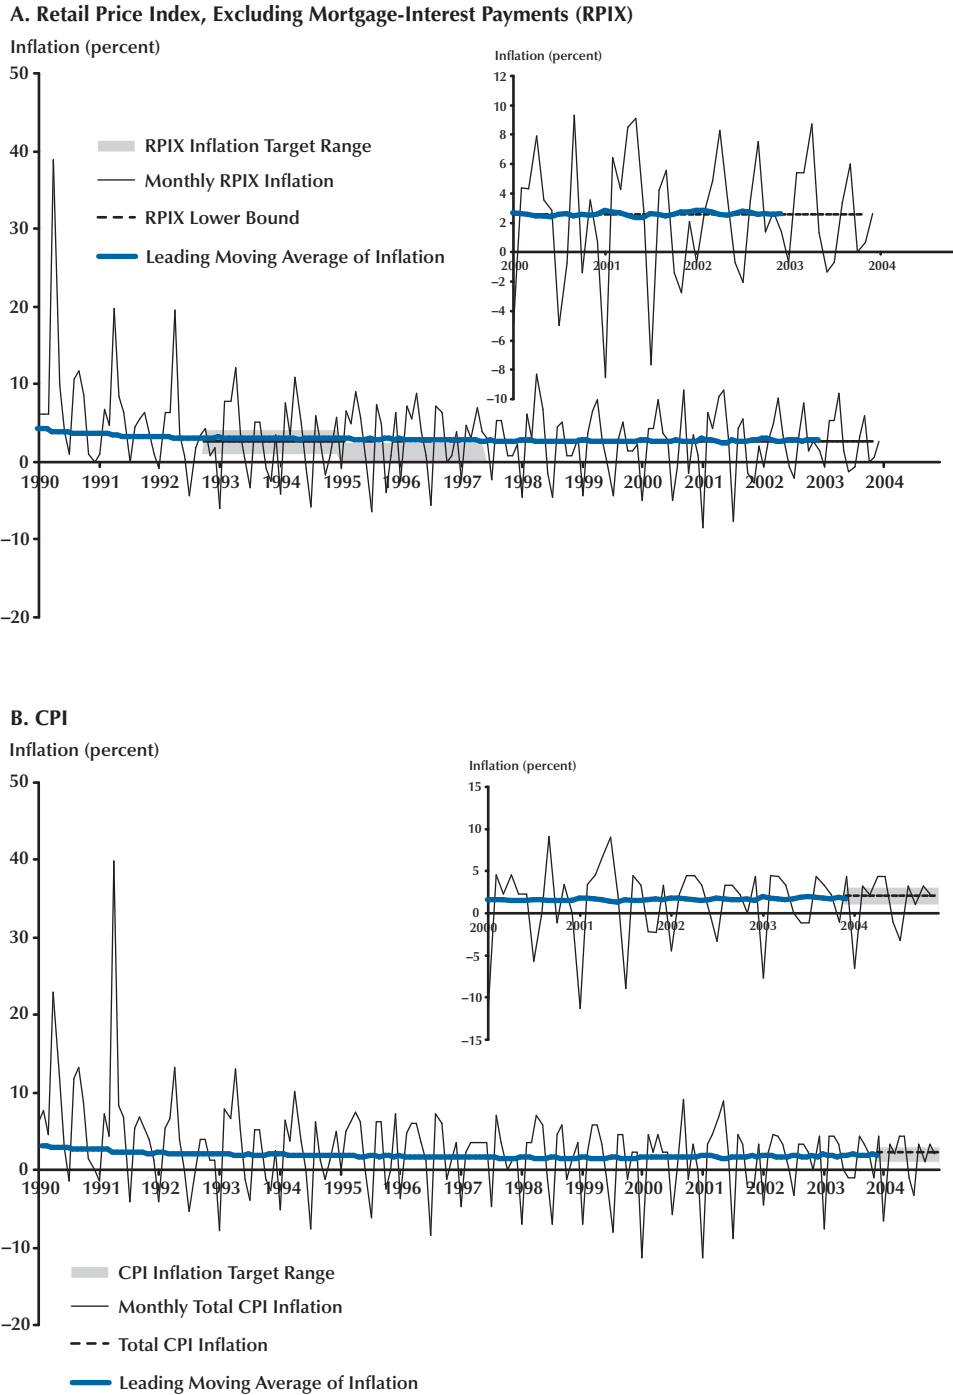 A. Retail Price Index, Excluding Mortgage-Interest Payments (RPIX)
Inflation (percent)
50
40
30
20
10
0
–10
–20
RPIX Inflation Target Range
Monthly RPIX Inflation
RPIX Lower Bound
Leading Moving Average of Inflation
1990 1991 1992 1993 1994 1995 1996 1997 1998 1999 2000 2001 2002 2003 2004
Inflation (percent)
12
10
8
6
4
2
0
–2
–4
–6
–8
–10
2000 2001 2002 2003 2004
B. CPI
Inflation (percent)
50
40
30
20
10
0
–10
–20
1990 1991 1992 1993 1994 1995 1996 1997 1998 1999 2000 2001 2002 2003 2004
Inflation (percent)
15
10
5
0
–5
–10
–15
2000 2001 2002 2003 2004
CPI Inflation Target Range
Monthly Total CPI Inflation
Total CPI Inflation
Leading Moving Average of Inflation